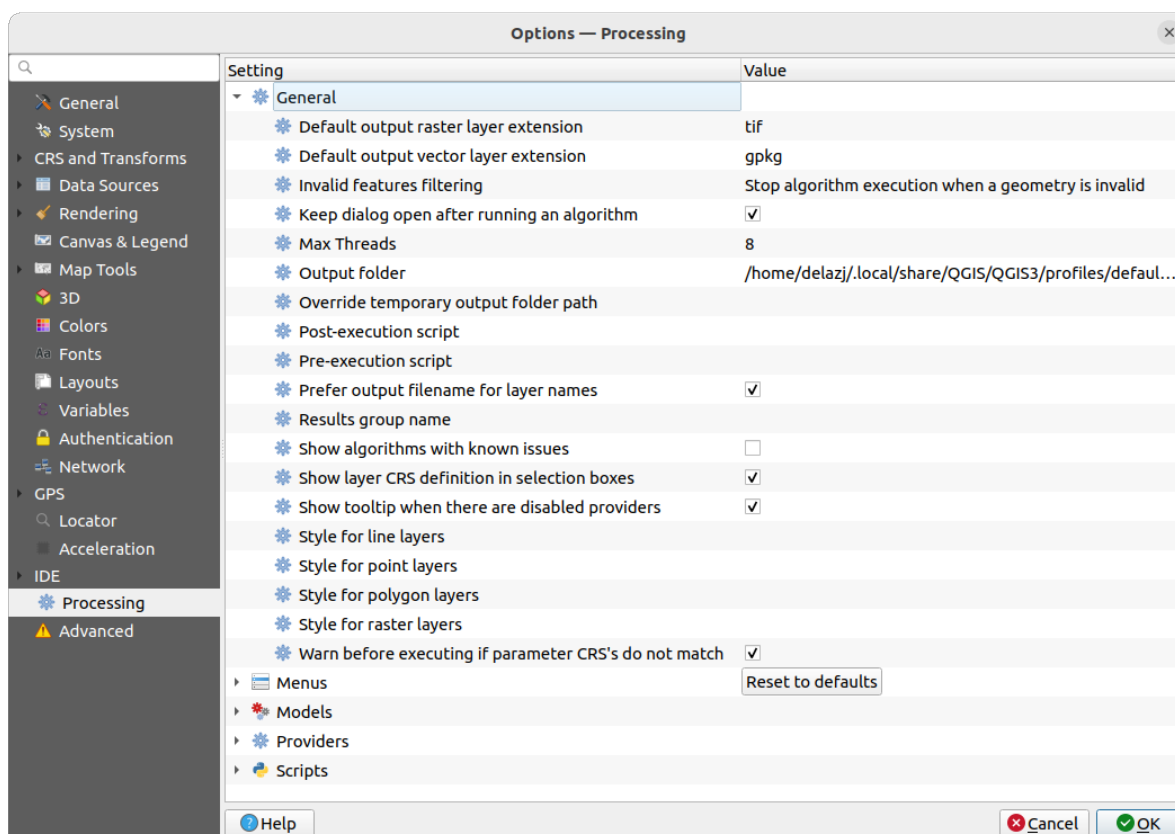 Options — Processing
Setting
Value
General
System
CRS and Transforms
Data Sources
Rendering
Canvas & Legend
Map Tools
3D
Colors
Fonts
Layouts
Variables
Authentication
Network
GPS
Locator
Acceleration
IDE
Processing
Advanced
General
Default output raster layer extension tif
Default output vector layer extension gpkg
Invalid features filtering Stop algorithm execution when a geometry is invalid
Keep dialog open after running an algorithm
Max Threads 8
Output folder /home/delazj/.local/share/QGIS/QGIS3/profiles/defaul...
Override temporary output folder path
Post-execution script
Pre-execution script
Prefer output filename for layer names
Results group name
Show algorithms with known issues
Show layer CRS definition in selection boxes
Show tooltip when there are disabled providers
Style for line layers
Style for point layers
Style for polygon layers
Style for raster layers
Warn before executing if parameter CRS's do not match
Menus Reset to defaults
Models
Providers
Scripts
Help
Cancel
OK